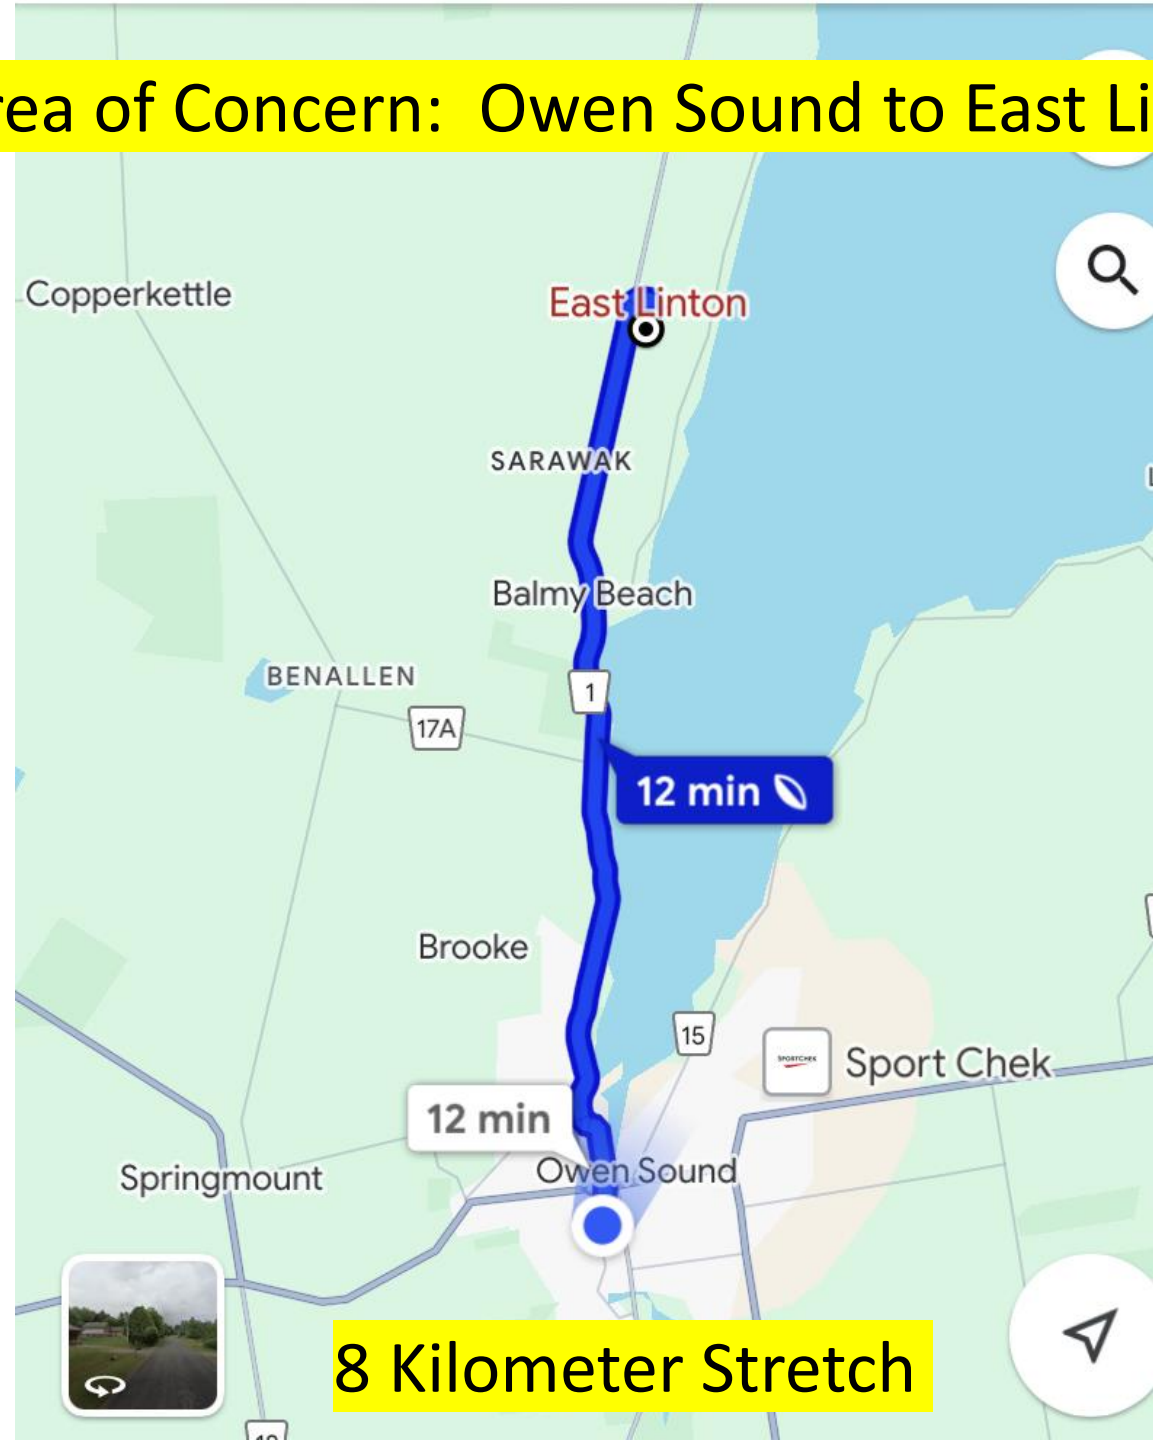 rea of Concern: Owen Sound to East Li
Copperkettle
East Linton
SARAWAK
Balmy Beach
BENALLEN
1
17A
12 min
Brooke
15
SPORTCHEK
Sport Chek
12 min
Owen Sound
Springmount
8 Kilometer Stretch